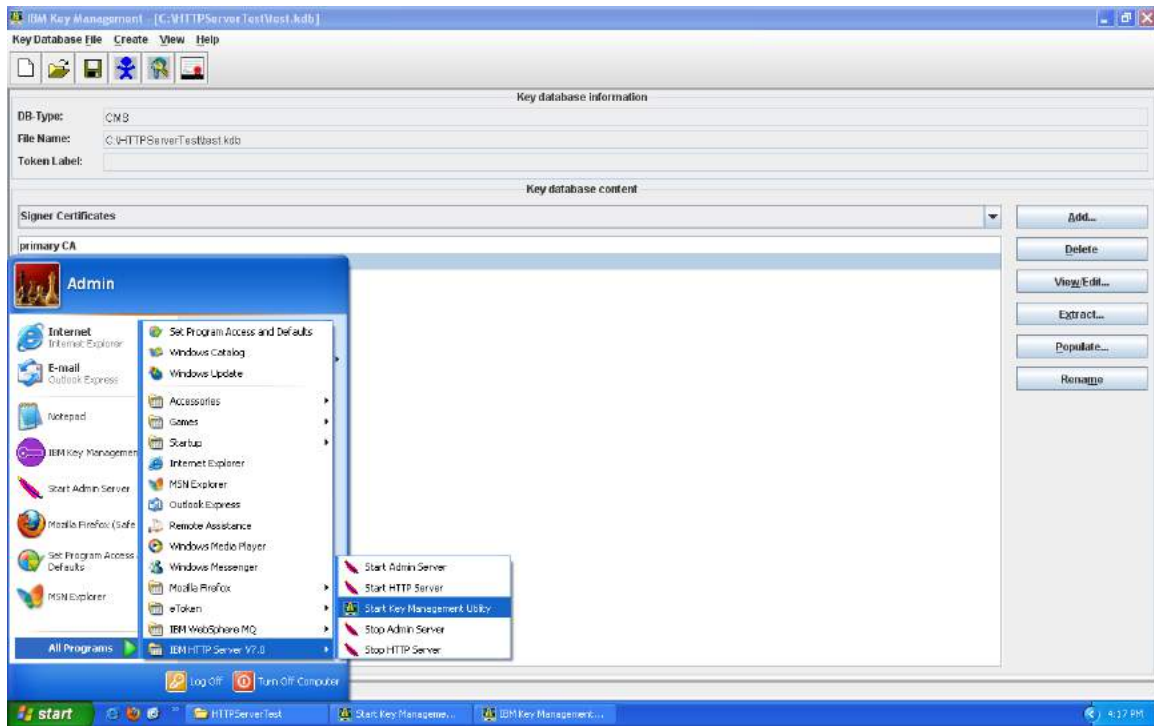 IBM Key Management - [C:\HTTPServerTest\test.kdb]
Key Database File Create View Help
Key database information
DB-Type: CMS
File Name: C:\HTTPServerTest\test.kdb
Token Label:
Key database content
Signer Certificates
Add...
primary CA
Delete
View/Edit...
Extract...
Populate...
Rename
Admin
Internet
Internet Explorer
E-mail
Outlook Express
Notepad
IBM Key Managemen
Start Admin Server
Mozilla Firefox (Safe
Set Program Access
Defaults
MSN Explorer
All Programs
Set Program Access and Defaults
Windows Catalog
Windows Update
Accessories
Games
Startup
Internet Explorer
MSN Explorer
Outlook Express
Remote Assistance
Windows Media Player
Windows Messenger
Mozilla Firefox
eToken
IBM WebSphere MQ
IBM HTTP Server V7.0
Start Admin Server
Start HTTP Server
Start Key Management Utility
Stop Admin Server
Stop HTTP Server
Log Off Turn Off Computer
start
HTTPServerTest
Start Key Manageme...
IBM Key Management...
4:17 PM